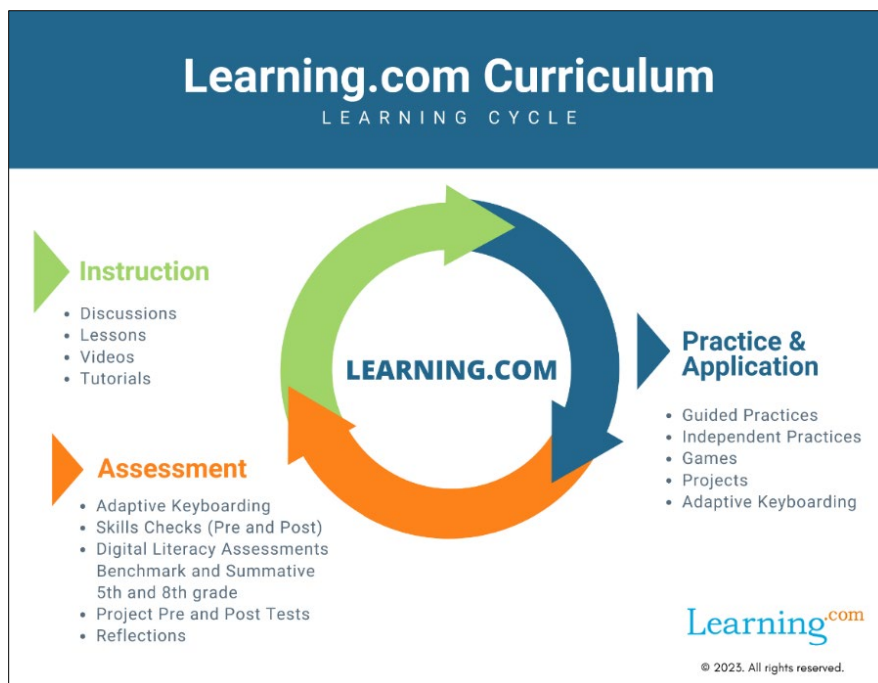 Learning.com Curriculum
LEARNING CYCLE
Instruction
• Discussions
• Lessons
• Videos
• Tutorials
LEARNING.COM
Practice &
Application
• Guided Practices
• Independent Practices
• Games
• Projects
• Adaptive Keyboarding
Assessment
• Adaptive Keyboarding
• Skills Checks (Pre and Post)
• Digital Literacy Assessments
Benchmark and Summative
5th and 8th grade
• Project Pre and Post Tests
• Reflections
Learning.com
© 2023. All rights reserved.